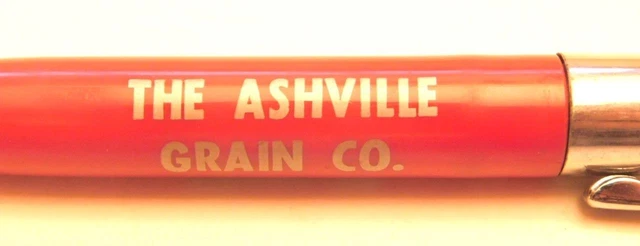 THE ASHVILLE
GRAIN CO.